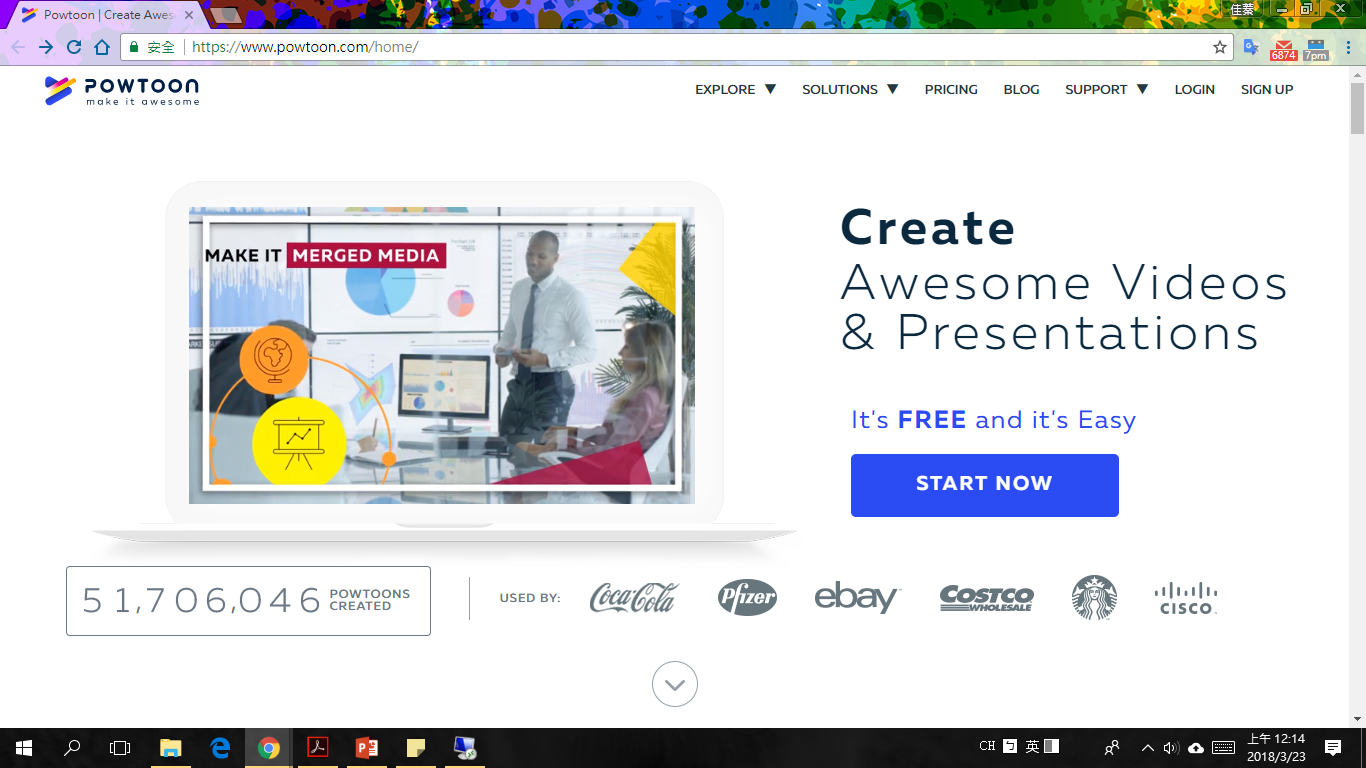 Powtoon | Create Awes
佳蒙
安全
https://www.powtoon.com/home/
6874
7pm
POWTOON
make it awesome
EXPLORE ▼
SOLUTIONS ▼
PRICING
BLOG
SUPPORT ▼
LOGIN
SIGN UP
MAKE IT MERGED MEDIA
Create
Awesome Videos
& Presentations
It's FREE and it's Easy
START NOW
51,706,046
POWTOONS
CREATED
USED BY:
Coca-Cola
Pfizer
ebay
COSTCO
WHOLESALE
CISCO
CH
英
上午 12:14
2018/3/23